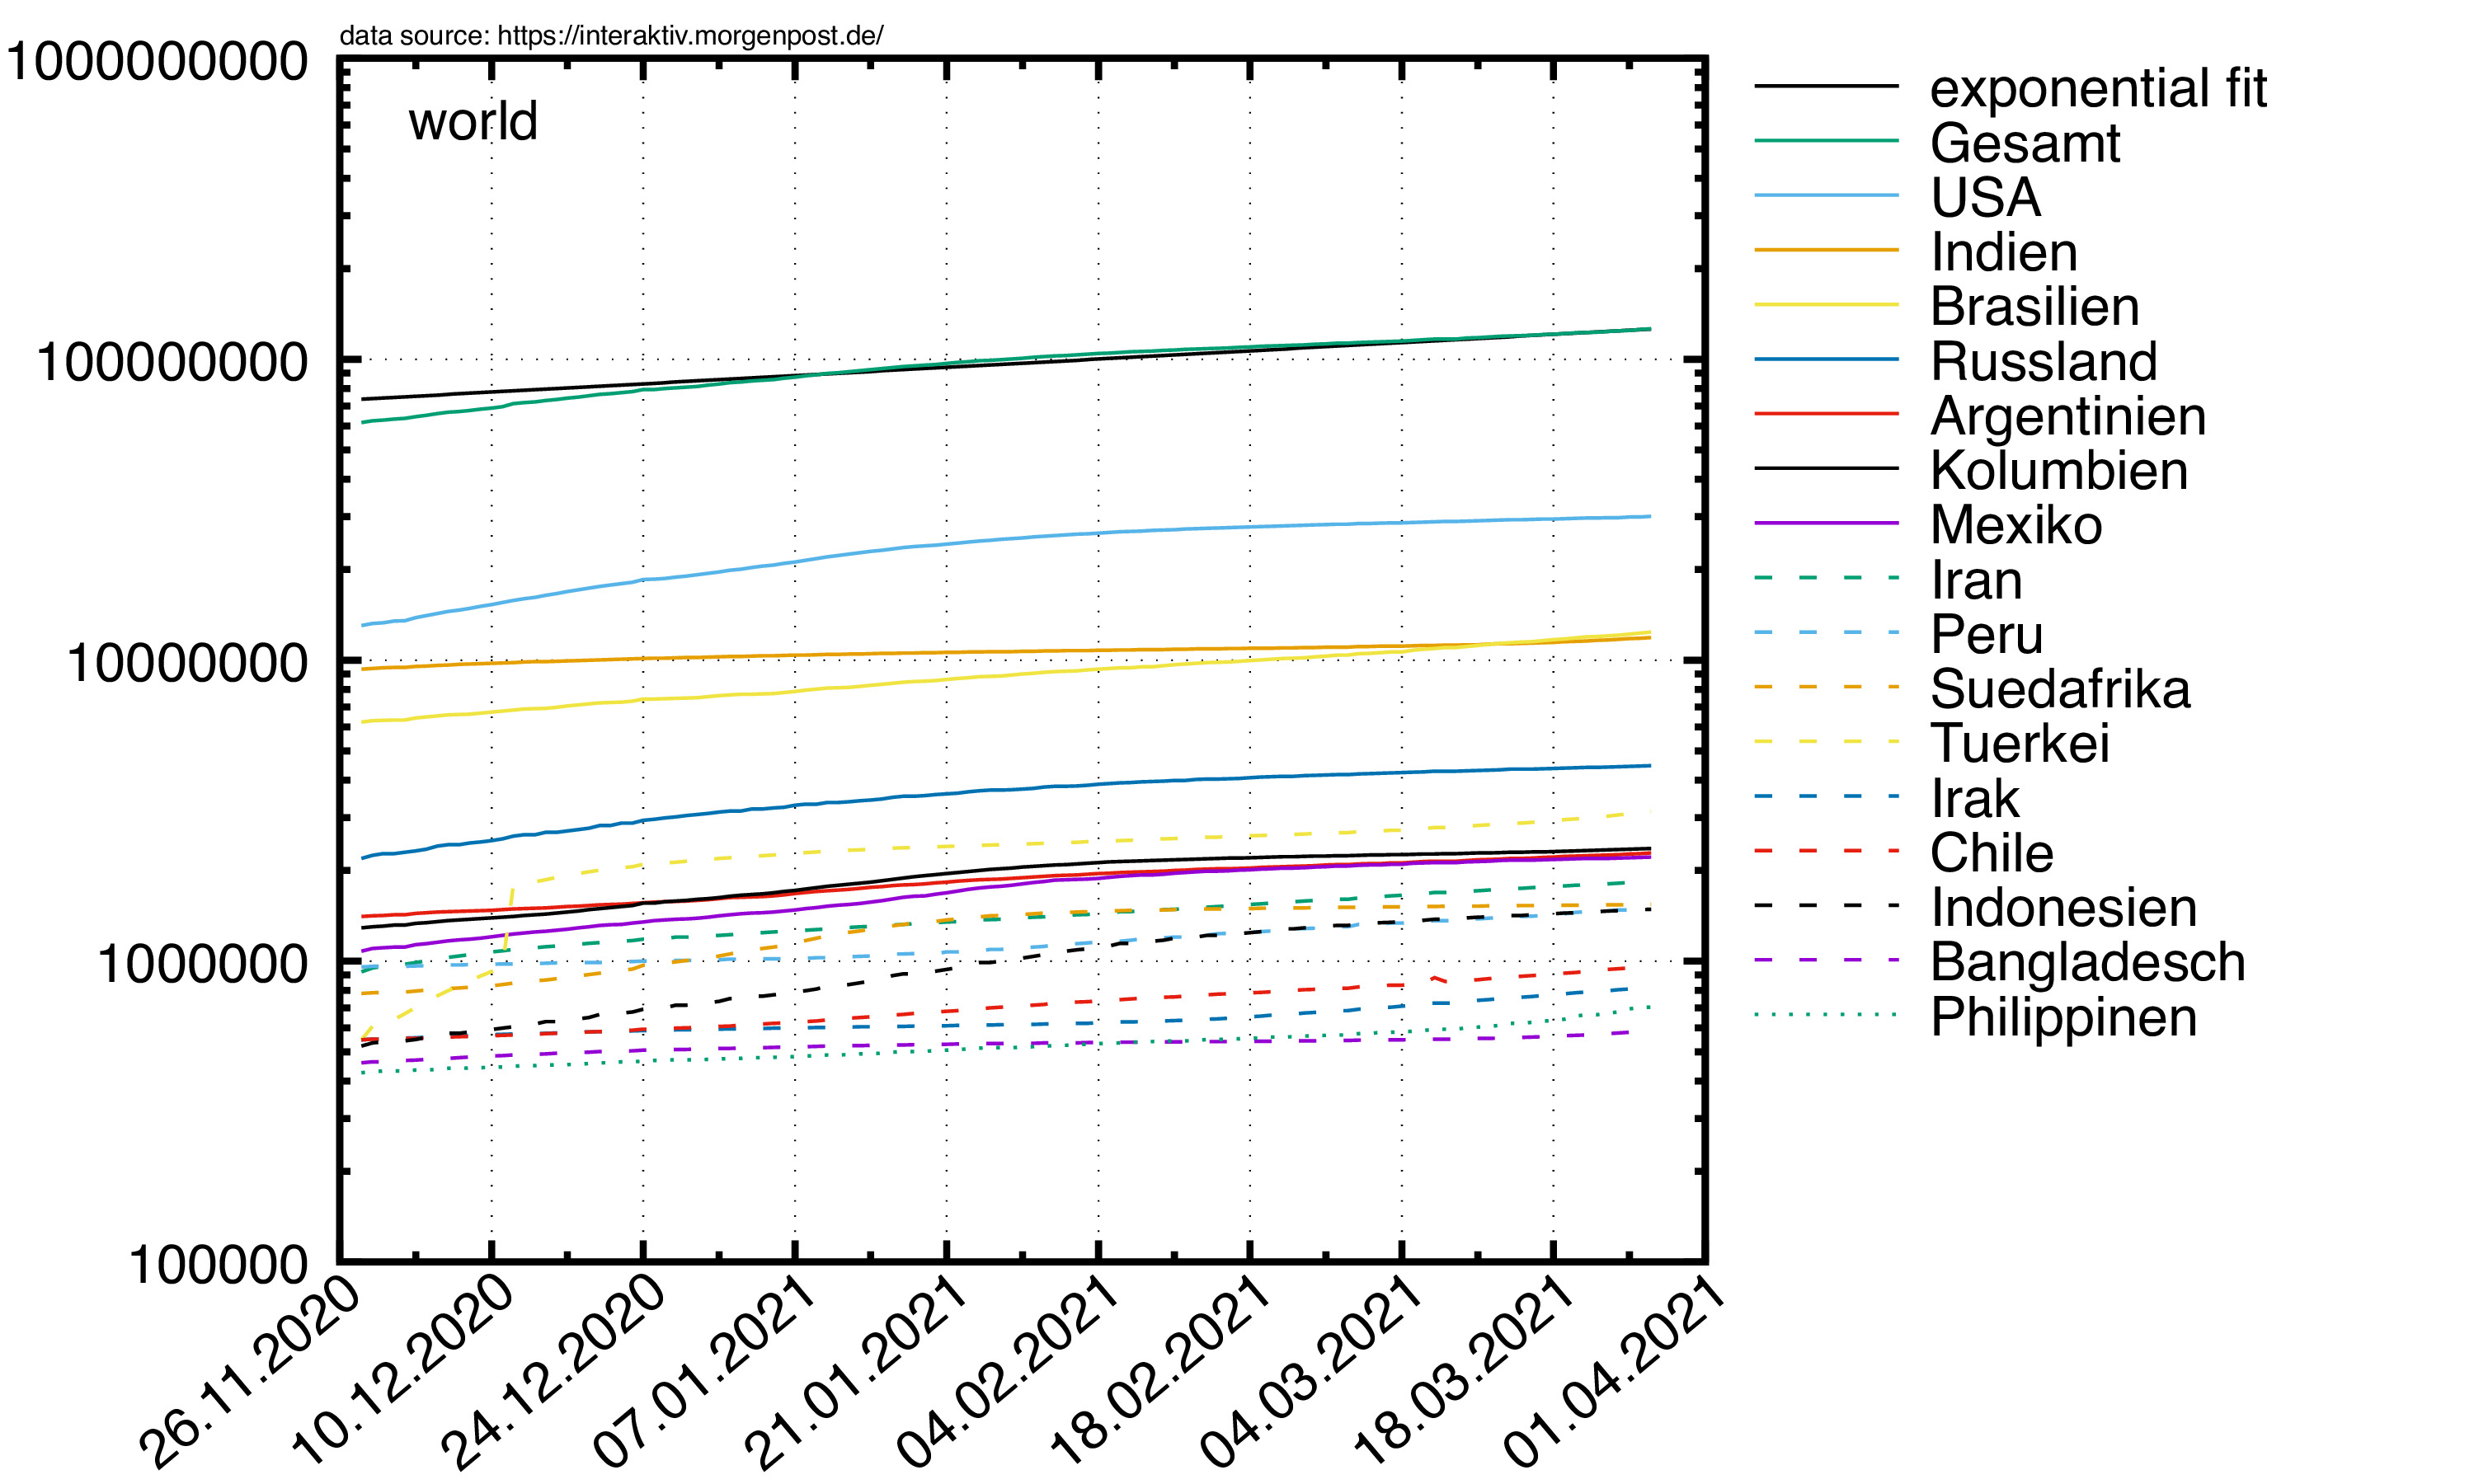 data source: https://interaktiv.morgenpost.de/
1000000000
100000000
10000000
1000000
100000
world
exponential fit
Gesamt
USA
Indien
Brasilien
Russland
Argentinien
Kolumbien
Mexiko
Iran
Peru
Suedafrika
Tuerkei
Irak
Chile
Indonesien
Bangladesch
Philippinen
26.11.2020
10.12.2020
24.12.2020
07.01.2021
21.01.2021
04.02.2021
18.02.2021
04.03.2021
18.03.2021
01.04.2021